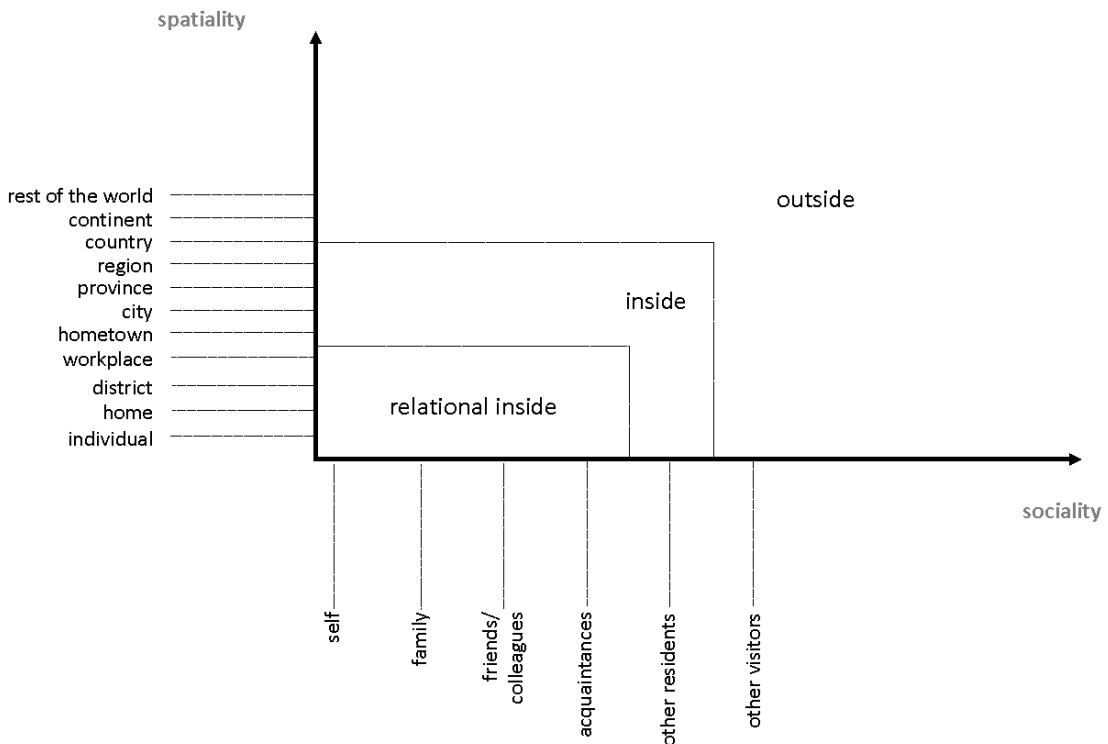 spatiality
rest of the world
continent
country
region
province
city
hometown
workplace
district
home
individual
outside
inside
relational inside
sociality
self
family
friends/
colleagues
acquaintances
other residents
other visitors